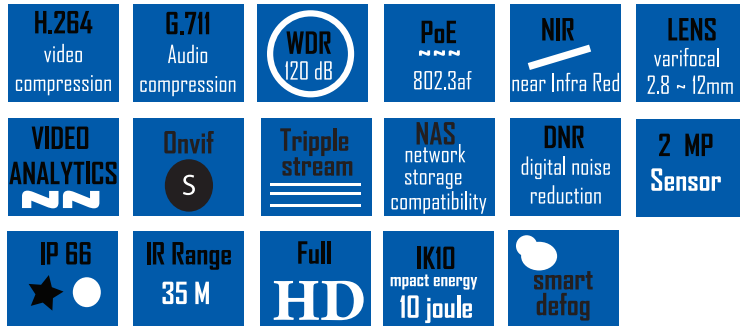 H.264
video
compression
G.711
Audio
compression
WDR
120 dB
PoE
802.3af
NIR
near Infra Red
LENS
varifocal
2.8 ~ 12mm
VIDEO
ANALYTICS
Onvif
S
Tripple
stream
NAS
network
storage
compatibility
DNR
digital noise
reduction
2 MP
Sensor
IP 66
IR Range
35 M
Full
HD
IK10
mpact energy
10 joule
smart
defog